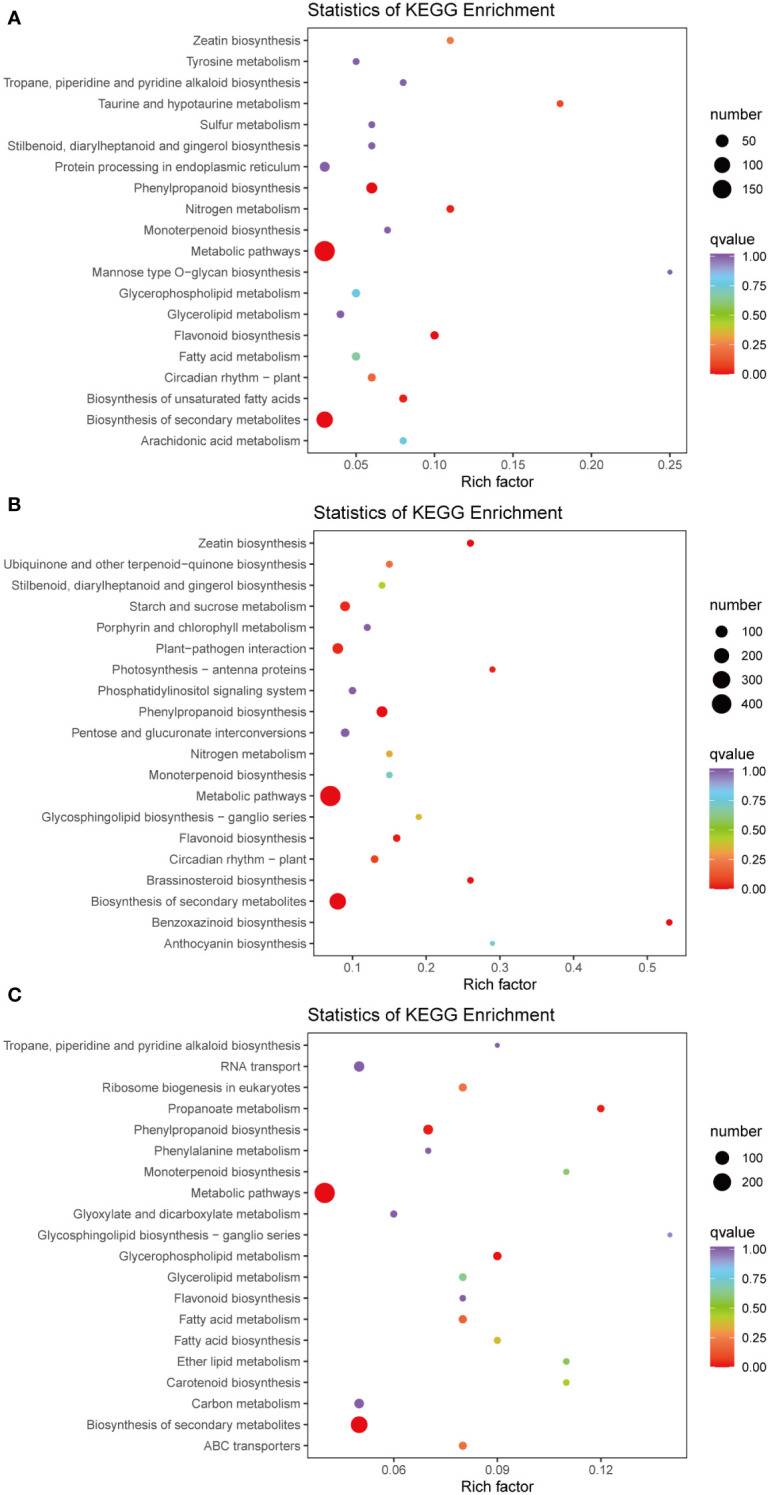 A
Statistics of KEGG Enrichment
Zeatin biosynthesis
Tyrosine metabolism
Tropane, piperidine and pyridine alkaloid biosynthesis
Taurine and hypotaurine metabolism
Sulfur metabolism
Stilbenoid, diarylheptanoid and gingerol biosynthesis
Protein processing in endoplasmic reticulum
Phenylpropanoid biosynthesis
Nitrogen metabolism
Monoterpenoid biosynthesis
Metabolic pathways
Mannose type O−glycan biosynthesis
Glycerophospholipid metabolism
Glycerolipid metabolism
Flavonoid biosynthesis
Fatty acid metabolism
Circadian rhythm − plant
Biosynthesis of unsaturated fatty acids
Biosynthesis of secondary metabolites
Arachidonic acid metabolism
0.05 0.10 0.15 0.20 0.25
Rich factor
number
50
100
150
qvalue
1.00
0.75
0.50
0.25
0.00
B
Statistics of KEGG Enrichment
Zeatin biosynthesis
Ubiquinone and other terpenoid−quinone biosynthesis
Stilbenoid, diarylheptanoid and gingerol biosynthesis
Starch and sucrose metabolism
Porphyrin and chlorophyll metabolism
Plant−pathogen interaction
Photosynthesis − antenna proteins
Phosphatidylinositol signaling system
Phenylpropanoid biosynthesis
Pentose and glucuronate interconversions
Nitrogen metabolism
Monoterpenoid biosynthesis
Metabolic pathways
Glycosphingolipid biosynthesis − ganglio series
Flavonoid biosynthesis
Circadian rhythm − plant
Brassinosteroid biosynthesis
Biosynthesis of secondary metabolites
Benzoxazinoid biosynthesis
Anthocyanin biosynthesis
0.1 0.2 0.3 0.4 0.5
Rich factor
number
100
200
300
400
qvalue
1.00
0.75
0.50
0.25
0.00
C
Statistics of KEGG Enrichment
Tropane, piperidine and pyridine alkaloid biosynthesis
RNA transport
Ribosome biogenesis in eukaryotes
Propanoate metabolism
Phenylpropanoid biosynthesis
Phenylalanine metabolism
Monoterpenoid biosynthesis
Metabolic pathways
Glyoxylate and dicarboxylate metabolism
Glycosphingolipid biosynthesis − ganglio series
Glycerophospholipid metabolism
Glycerolipid metabolism
Flavonoid biosynthesis
Fatty acid metabolism
Fatty acid biosynthesis
Ether lipid metabolism
Carotenoid biosynthesis
Carbon metabolism
Biosynthesis of secondary metabolites
ABC transporters
0.06 0.09 0.12
Rich factor
number
100
200
qvalue
1.00
0.75
0.50
0.25
0.00